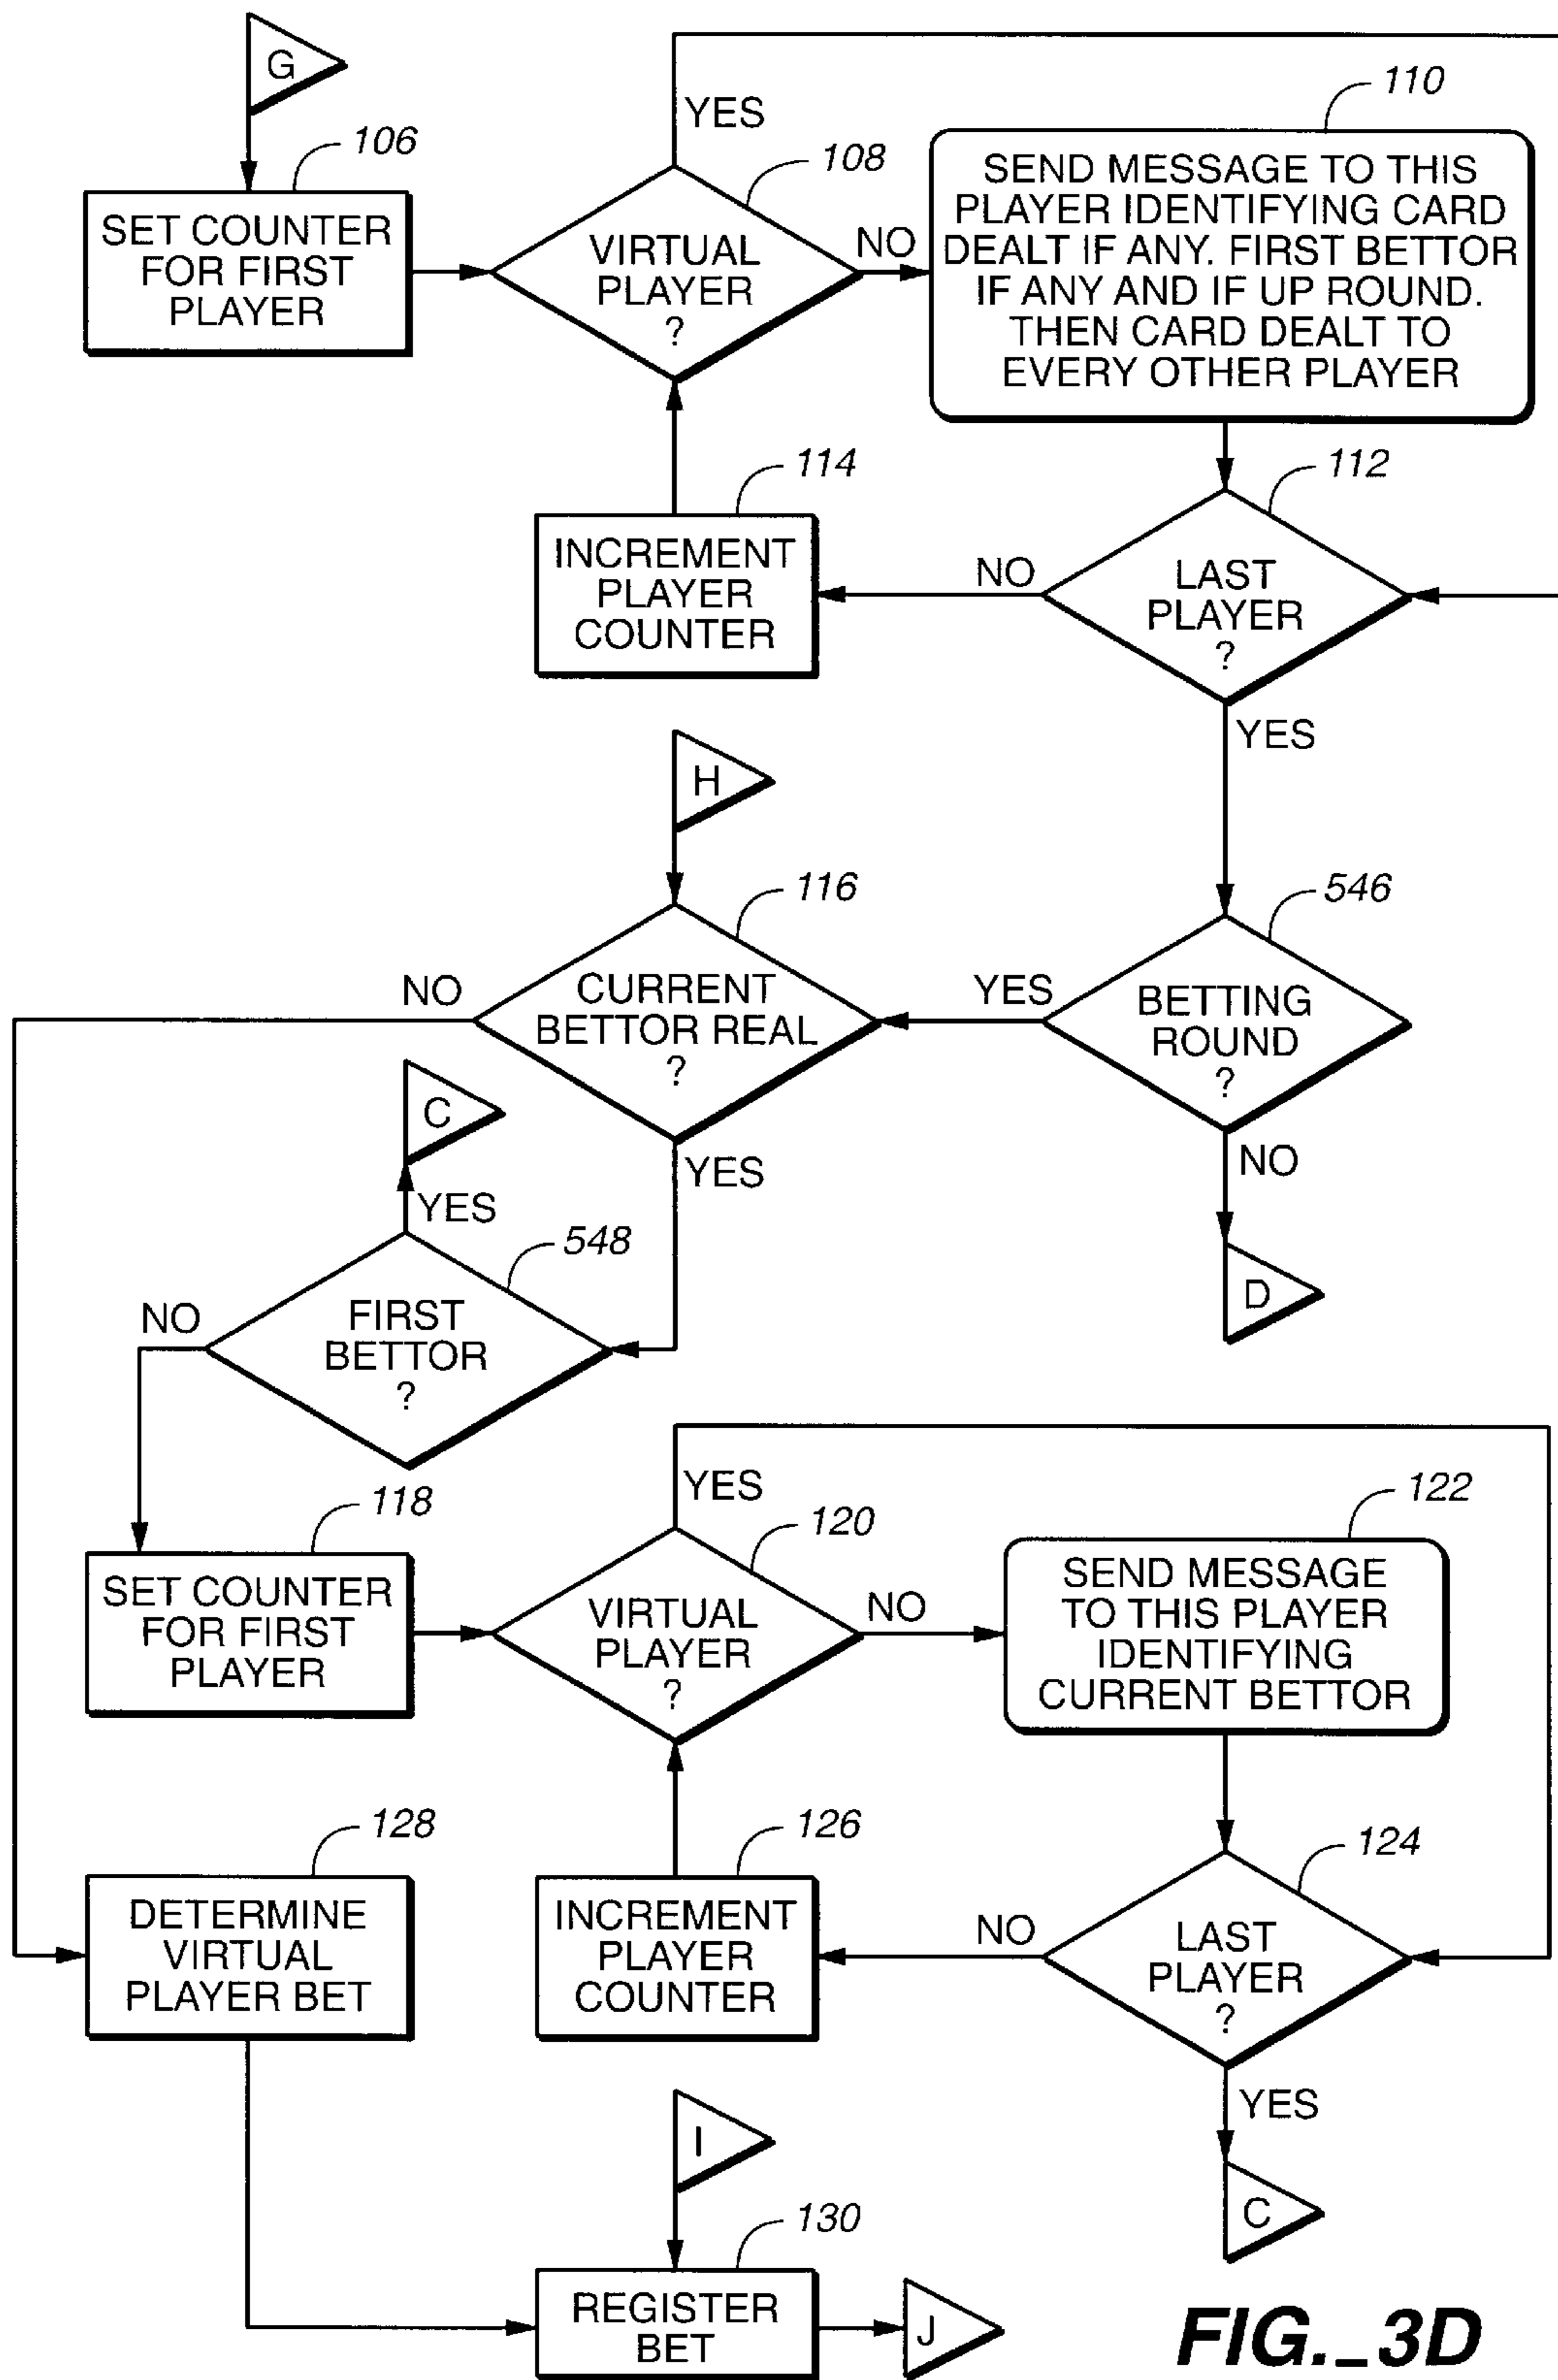 G
106
SET COUNTER
FOR FIRST
PLAYER
YES
108
VIRTUAL
PLAYER
?
NO
110
SEND MESSAGE TO THIS
PLAYER IDENTIFYING CARD
DEALT IF ANY. FIRST BETTOR
IF ANY AND IF UP ROUND.
THEN CARD DEALT TO
EVERY OTHER PLAYER
114
INCREMENT
PLAYER
COUNTER
NO
112
LAST
PLAYER
?
YES
H
116
CURRENT
BETTOR REAL
?
NO
YES
YES
546
BETTING
ROUND
?
NO
D
C
YES
548
FIRST
BETTOR
?
NO
118
SET COUNTER
FOR FIRST
PLAYER
YES
120
VIRTUAL
PLAYER
?
NO
122
SEND MESSAGE
TO THIS PLAYER
IDENTIFYING
CURRENT BETTOR
128
DETERMINE
VIRTUAL
PLAYER BET
126
INCREMENT
PLAYER
COUNTER
NO
124
LAST
PLAYER
?
YES
C
I
130
REGISTER
BET
J
FIG._3D